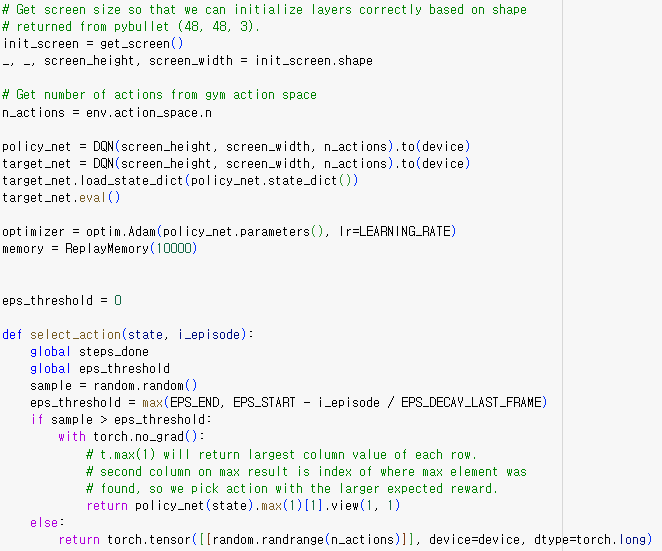 # Get screen size so that we can initialize layers correctly based on shape
# returned from pybullet (48, 48, 3).
init_screen = get_screen()
_, _, screen_height, screen_width = init_screen.shape

# Get number of actions from gym action space
n_actions = env.action_space.n

policy_net = DQN(screen_height, screen_width, n_actions).to(device)
target_net = DQN(screen_height, screen_width, n_actions).to(device)
target_net.load_state_dict(policy_net.state_dict())
target_net.eval()

optimizer = optim.Adam(policy_net.parameters(), lr=LEARNING_RATE)
memory = ReplayMemory(10000)


eps_threshold = 0

def select_action(state, i_episode):
    global steps_done
    global eps_threshold
    sample = random.random()
    eps_threshold = max(EPS_END, EPS_START - i_episode / EPS_DECAY_LAST_FRAME)
    if sample > eps_threshold:
        with torch.no_grad():
            # t.max(1) will return largest column value of each row.
            # second column on max result is index of where max element was
            # found, so we pick action with the larger expected reward.
            return policy_net(state).max(1)[1].view(1, 1)
    else:
        return torch.tensor([[random.randrange(n_actions)]], device=device, dtype=torch.long)